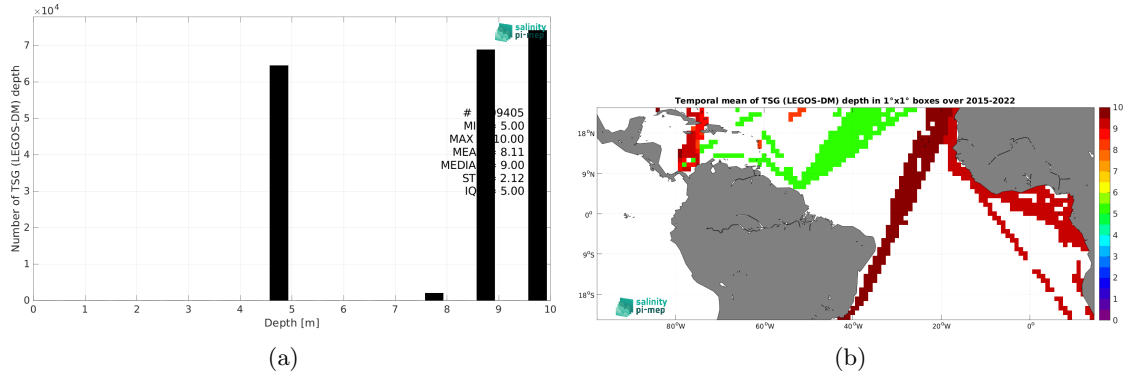 ×10⁴
salinity
pi-mep
7
6
5
4
3
2
1
0
Number of TSG (LEGOS-DM) depth
MAX
10.00
8.11
9.00
2.12
5.00
0 1 2 3 4 5 6 7 8 9 10
Depth [m]
(a)
Temporal mean of TSG (LEGOS-DM) depth in 1°x1° boxes over 2015-2022
18°N
9°N
0°
9°S
18°S
80°W 60°W 40°W 20°W 0°
10
9
8
7
6
5
4
3
2
1
0
salinity
pi-mep
(b)